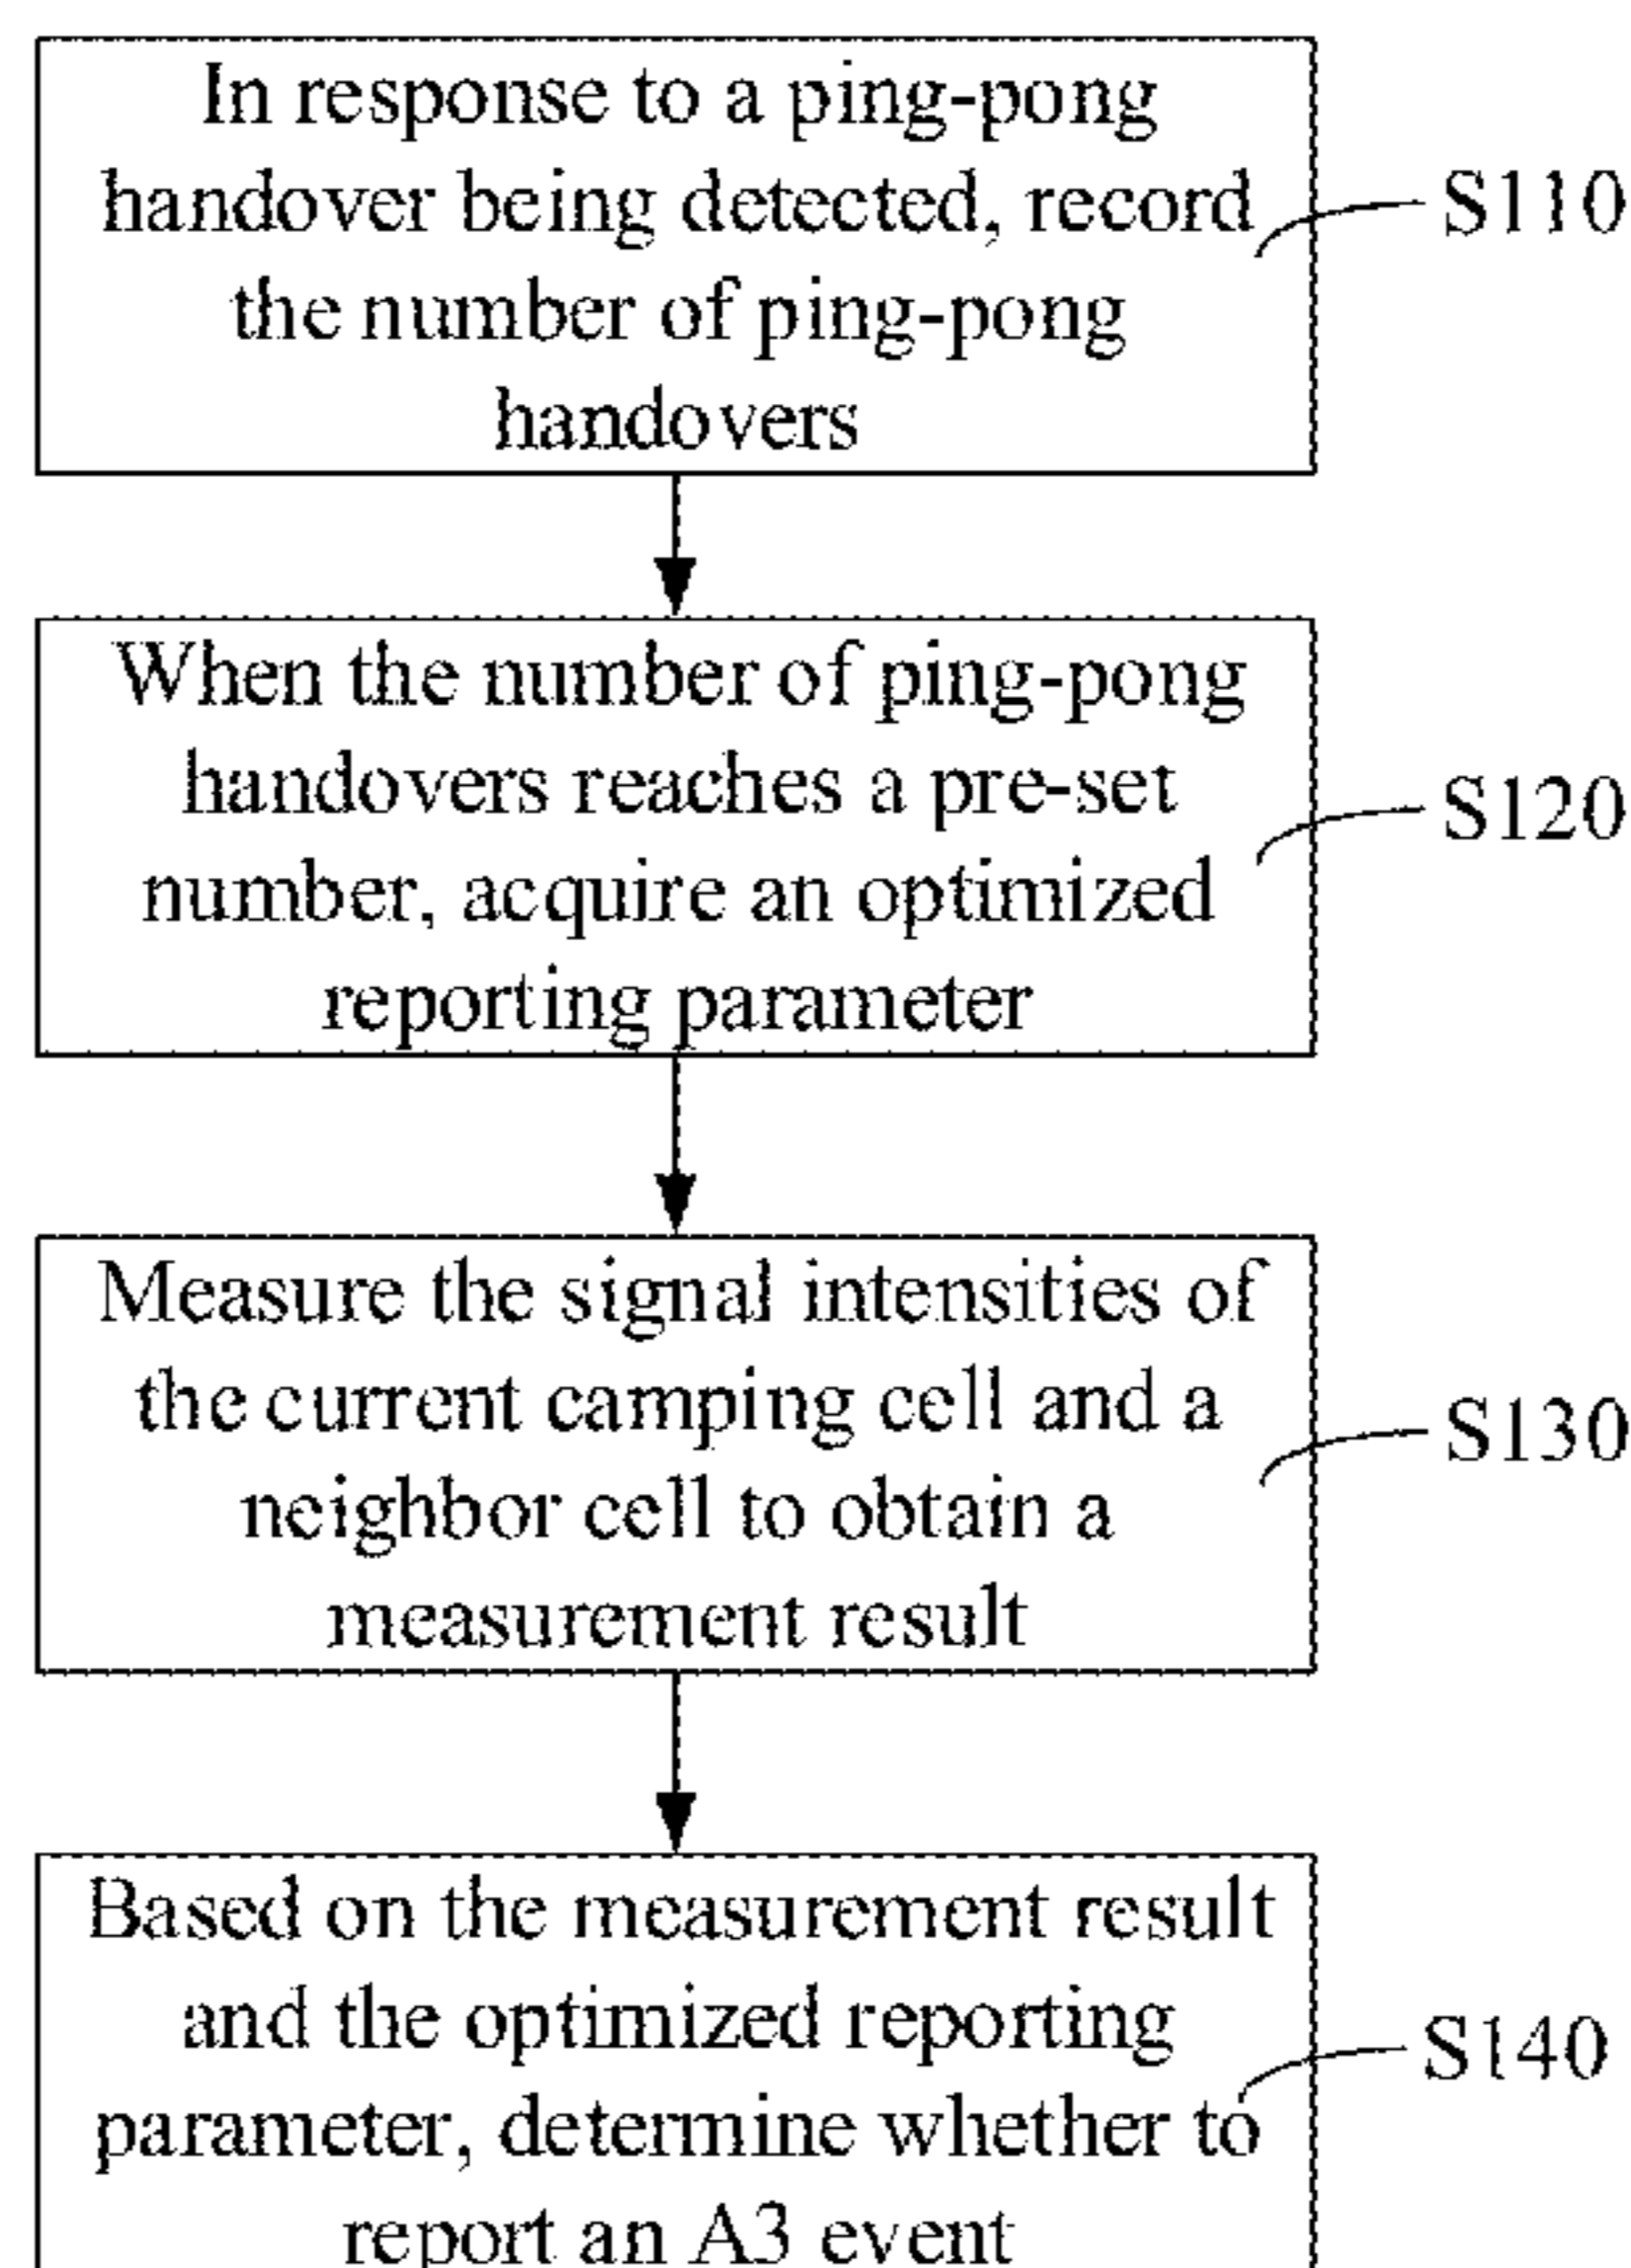 In response to a ping-pong
handover being detected, record
the number of ping-pong
handovers
S110
When the number of ping-pong
handovers reaches a pre-set
number, acquire an optimized
reporting parameter
S120
Measure the signal intensities of
the current camping cell and a
neighbor cell to obtain a
measurement result
S130
Based on the measurement result
and the optimized reporting
parameter, determine whether to
report an A3 event
S140